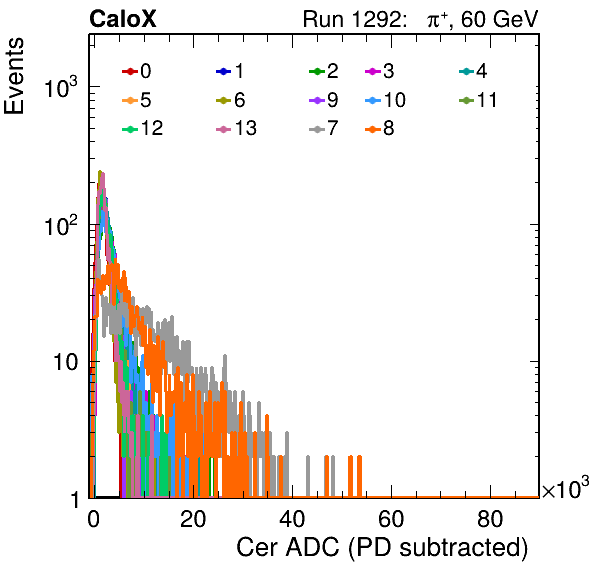 CaloX Run 1292: π⁺, 60 GeV
Events
0 1 2 3 4
5 6 9 10 11
12 13 7 8
10³
10²
10
1
0 20 40 60 80
×10³
Cer ADC (PD subtracted)